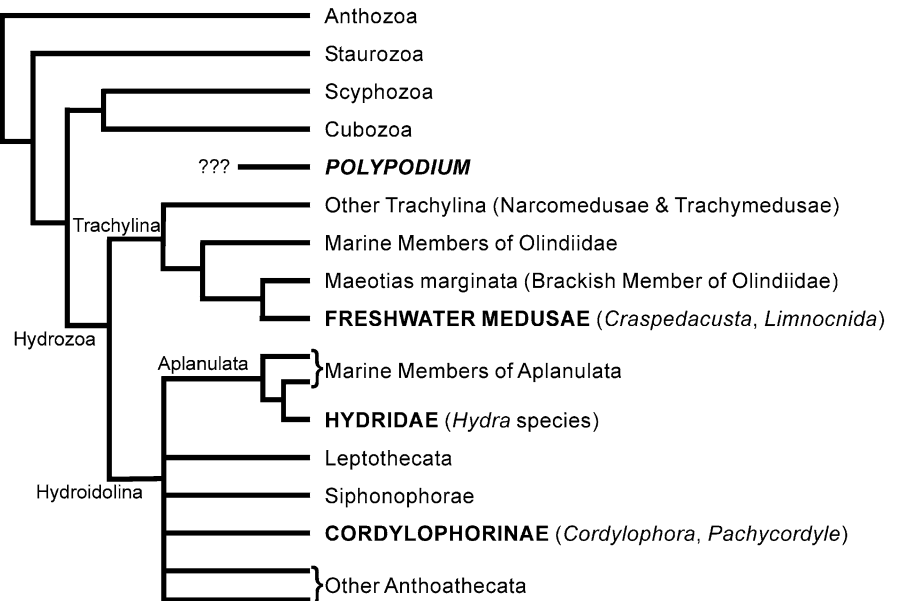 Anthozoa
Staurozoa
Scyphozoa
Cubozoa
??? POLYPODIUM
Other Trachylina (Narcomedusae & Trachymedusae)
Trachylina
Marine Members of Olindiidae
Maeotias marginata (Brackish Member of Olindiidae)
FRESHWATER MEDUSAE (Craspedacusta, Limnocnida)
Hydrozoa
Aplanulata
Marine Members of Aplanulata
HYDRIDAE (Hydra species)
Leptothecata
Hydroidolina
Siphonophorae
CORDYLOPHORINAE (Cordylophora, Pachycordyle)
Other Anthoathecata